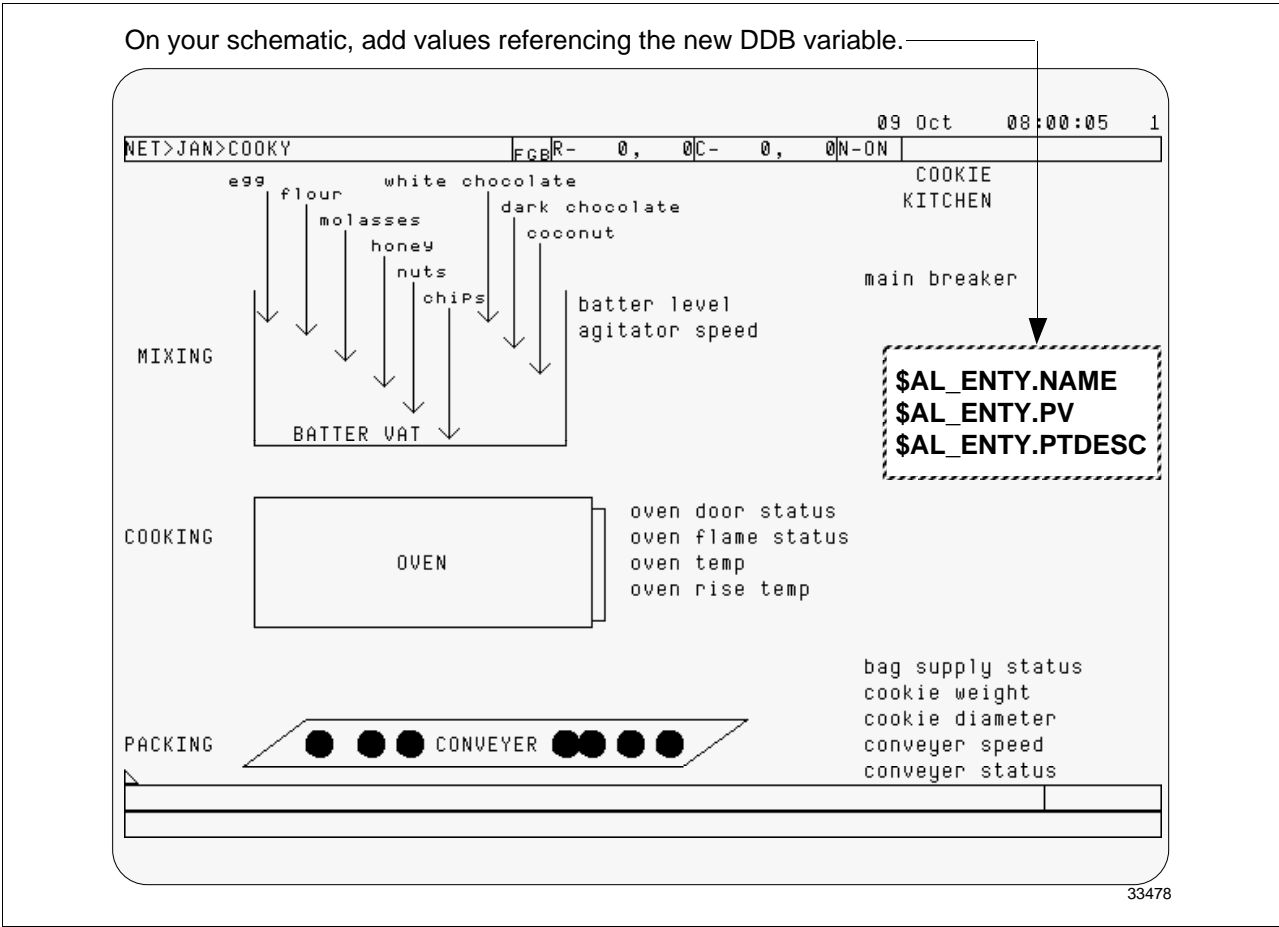 On your schematic, add values referencing the new DDB variable.
09 Oct 08:00:05 1
NET>JAN>COOKY FGB R- 0, 0 C- 0, 0 N-ON
COOKIE
KITCHEN
egg
flour
molasses
honey
nuts
chiPs
white chocolate
dark chocolate
coconut
main breaker
batter level
agitator speed
MIXING
$AL_ENTY.NAME
$AL_ENTY.PV
$AL_ENTY.PTDESC
BATTER VAT
COOKING
OVEN
oven door status
oven flame status
oven temp
oven rise temp
bag supply status
cookie weight
cookie diameter
conveyer speed
conveyer status
PACKING
CONVEYER
33478